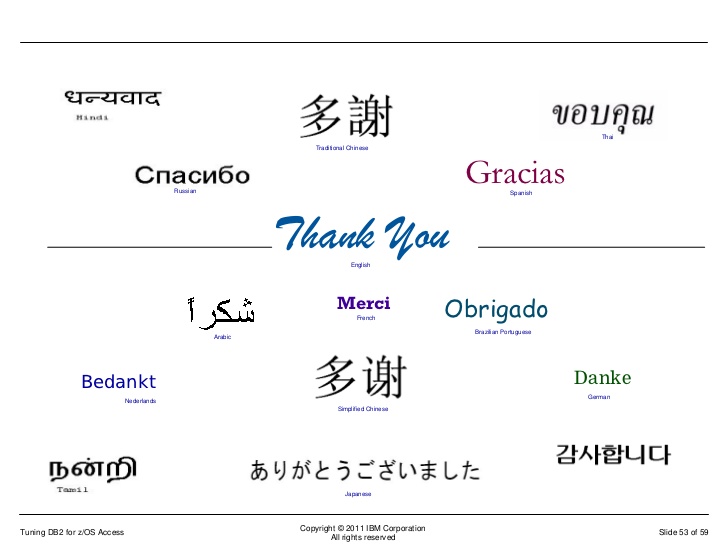 धन्यवाद
Hindi
多謝
Traditional Chinese
ขอบคุณ
Thai
Спасибо
Russian
Gracias
Spanish
Thank You
English
شكراً
Arabic
Merci
French
Obrigado
Brazilian Portuguese
Bedankt
Nederlands
多谢
Simplified Chinese
Danke
German
நன்றி
Tamil
ありがとうございました
Japanese
감사합니다
Tuning DB2 for z/OS Access
Copyright © 2011 IBM Corporation
All rights reserved
Slide 53 of 59